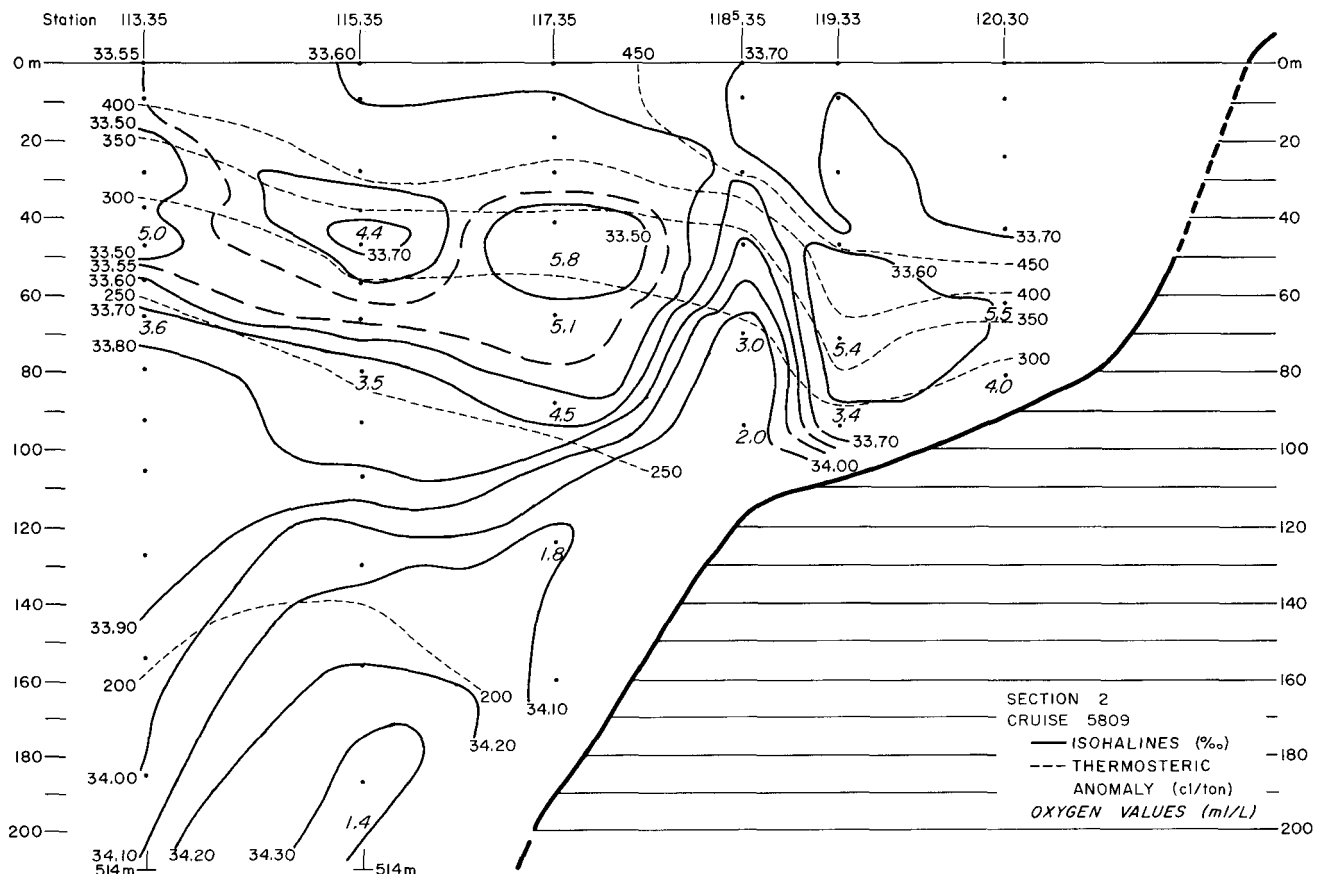 Station 113.35 115.35 117.35 118⁵.35 119.33 120.30
33.55 33.60 450 33.70
0 m 0m
400
33.50
20 350 20
300
40 5.0 4.4 33.50 40
33.50 33.70 33.70
33.55 5.8 33.60 450
33.60
60 250 400 60
33.70 5.5
3.6 5.1 350
33.80 3.0 5.4
300
80 3.5 4.0 80
4.5 3.4
2.0 33.70
100 34.00 100
250
120 120
1.8
140 140
33.90
160 200 200 160
34.10
34.20
SECTION 2
CRUISE 5809
ISOHALINES (‰)
THERMOSTERIC
ANOMALY (cl/ton)
OXYGEN VALUES (ml/L)
180 34.00 180
200 1.4 200
34.10 34.20 34.30
514m 514m